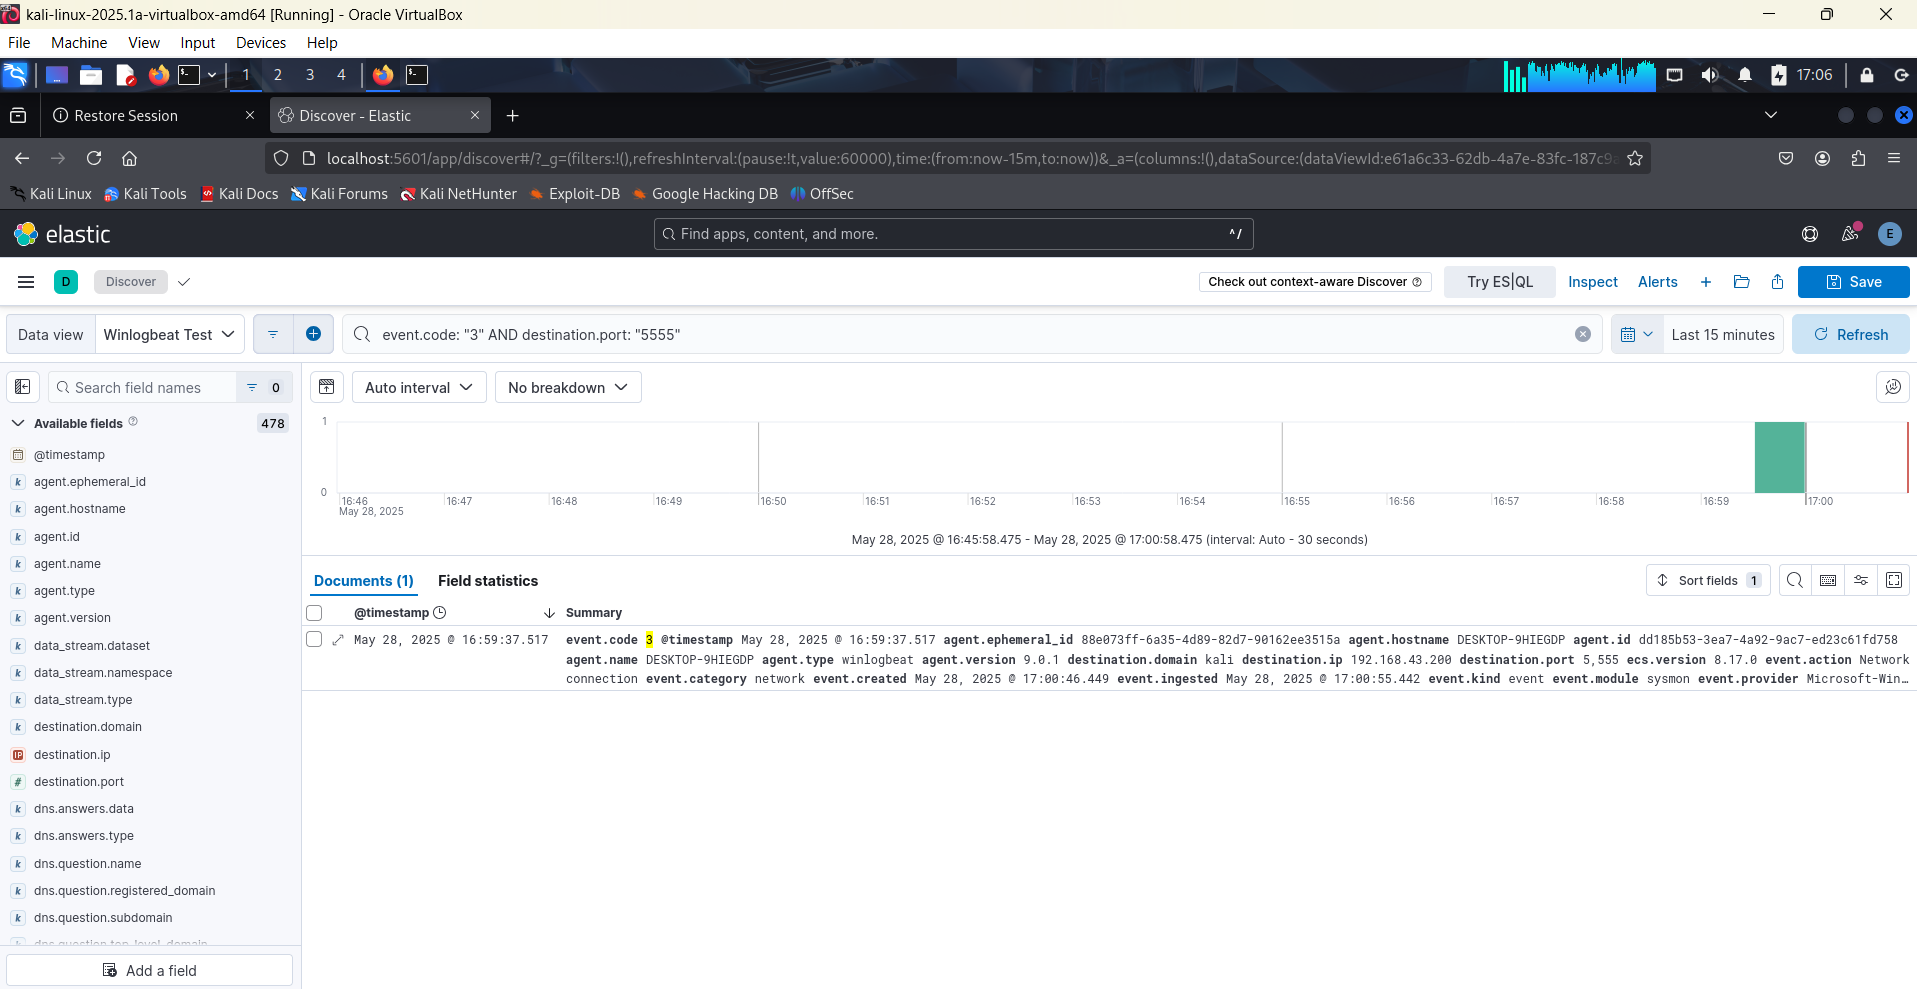 kali-linux-2025.1a-virtualbox-amd64 [Running] - Oracle VirtualBox
File Machine View Input Devices Help
1 2 3 4 17:06
Restore Session
Discover - Elastic
localhost:5601/app/discover#/?_g=(filters:!(),refreshInterval:(pause:!t,value:60000),time:(from:now-15m,to:now))&_a=(columns:!(),dataSource:(dataViewId:e61a6c33-62db-4a7e-83fc-187c9a
Kali Linux Kali Tools Kali Docs Kali Forums Kali NetHunter Exploit-DB Google Hacking DB OffSec
elastic
Find apps, content, and more. ^/
E
D Discover
Check out context-aware Discover
Try ES|QL Inspect Alerts Save
Data view Winlogbeat Test
event.code: "3" AND destination.port: "5555"
Last 15 minutes Refresh
Search field names 0
Auto interval No breakdown
Available fields 478
@timestamp
agent.ephemeral_id
agent.hostname
agent.id
agent.name
agent.type
agent.version
data_stream.dataset
data_stream.namespace
data_stream.type
destination.domain
destination.ip
destination.port
dns.answers.data
dns.answers.type
dns.question.name
dns.question.registered_domain
dns.question.subdomain
dns.question.top_level_domain
Add a field
1
0
16:46 16:47 16:48 16:49 16:50 16:51 16:52 16:53 16:54 16:55 16:56 16:57 16:58 16:59 17:00
May 28, 2025
May 28, 2025 @ 16:45:58.475 - May 28, 2025 @ 17:00:58.475 (interval: Auto - 30 seconds)
Documents (1) Field statistics
Sort fields 1
@timestamp Summary
May 28, 2025 @ 16:59:37.517 event.code 3 @timestamp May 28, 2025 @ 16:59:37.517 agent.ephemeral_id 88e073ff-6a35-4d89-82d7-90162ee3515a agent.hostname DESKTOP-9HIEGDP agent.id dd185b53-3ea7-4a92-9ac7-ed23c61fd758
agent.name DESKTOP-9HIEGDP agent.type winlogbeat agent.version 9.0.1 destination.domain kali destination.ip 192.168.43.200 destination.port 5,555 ecs.version 8.17.0 event.action Network
connection event.category network event.created May 28, 2025 @ 17:00:46.449 event.ingested May 28, 2025 @ 17:00:55.442 event.kind event event.module sysmon event.provider Microsoft-Win…